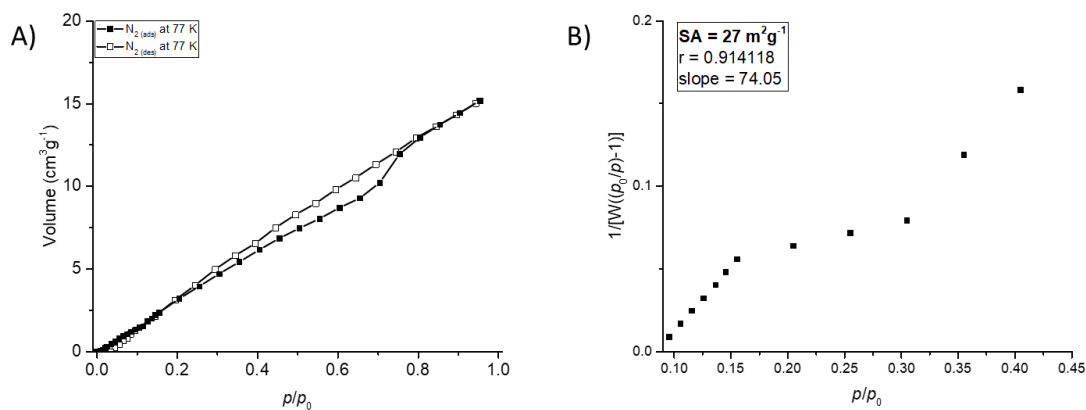 A)
N2 (ads) at 77 K
N2 (des) at 77 K
20
15
10
5
0
Volume (cm³g⁻¹)
0.0 0.2 0.4 0.6 0.8 1.0
p/p₀
B)
SA = 27 m²g⁻¹
r = 0.914118
slope = 74.05
0.2
0.1
0.0
1/[W((p₀/p)-1)]
0.10 0.15 0.20 0.25 0.30 0.35 0.40 0.45
p/p₀